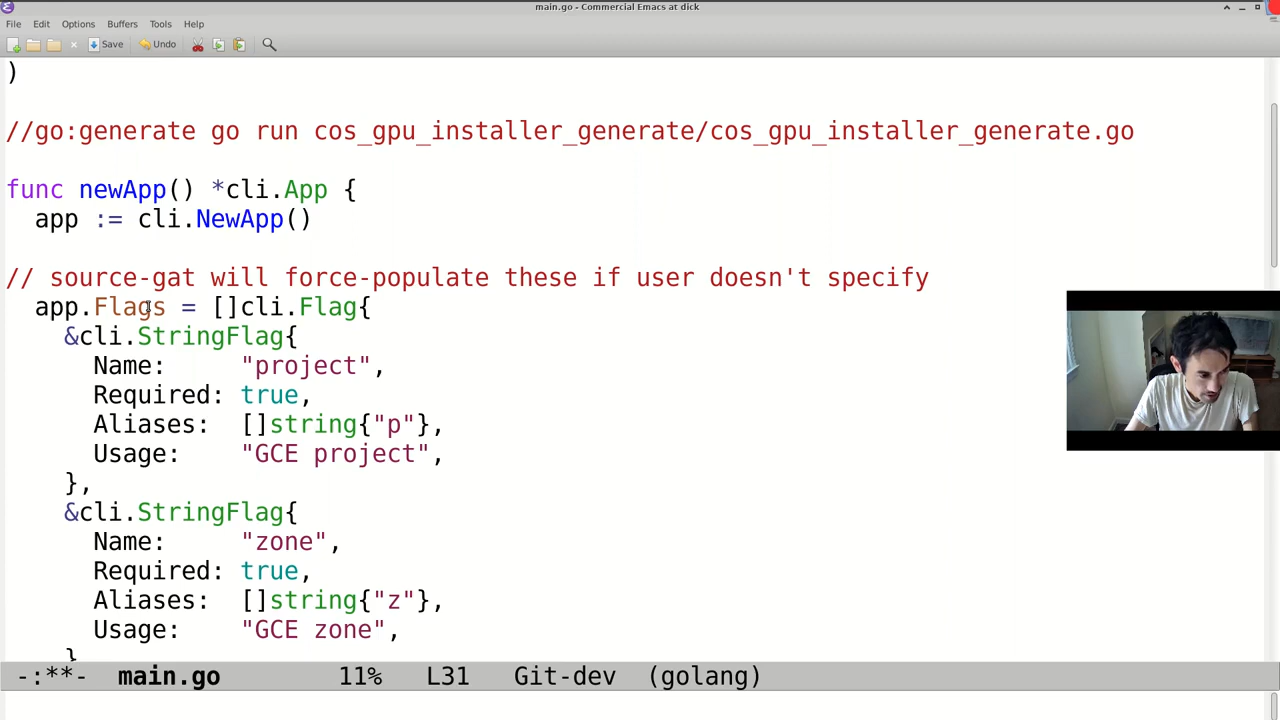 main.go - Commercial Emacs at dick
File Edit Options Buffers Tools Help
Save Undo
)
//go:generate go run cos_gpu_installer_generate/cos_gpu_installer_generate.go
func newApp() *cli.App {
app := cli.NewApp()
// source-gat will force-populate these if user doesn't specify
app.Flags = []cli.Flag{
&cli.StringFlag{
Name: "project",
Required: true,
Aliases: []string{"p"},
Usage: "GCE project",
},
&cli.StringFlag{
Name: "zone",
Required: true,
Aliases: []string{"z"},
Usage: "GCE zone",
}
-:**- main.go 11% L31 Git-dev (golang)